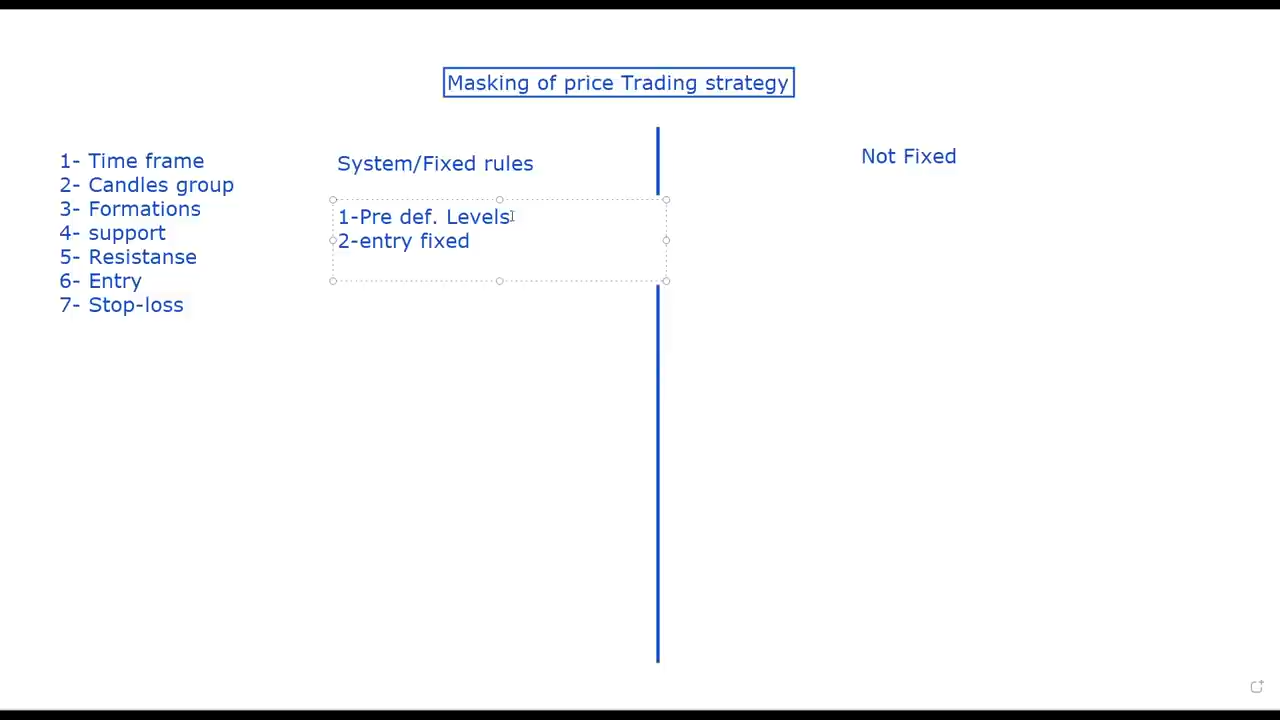 Masking of price Trading strategy
1- Time frame
2- Candles group
3- Formations
4- support
5- Resistanse
6- Entry
7- Stop-loss
System/Fixed rules
1-Pre def. Levels
2-entry fixed
Not Fixed